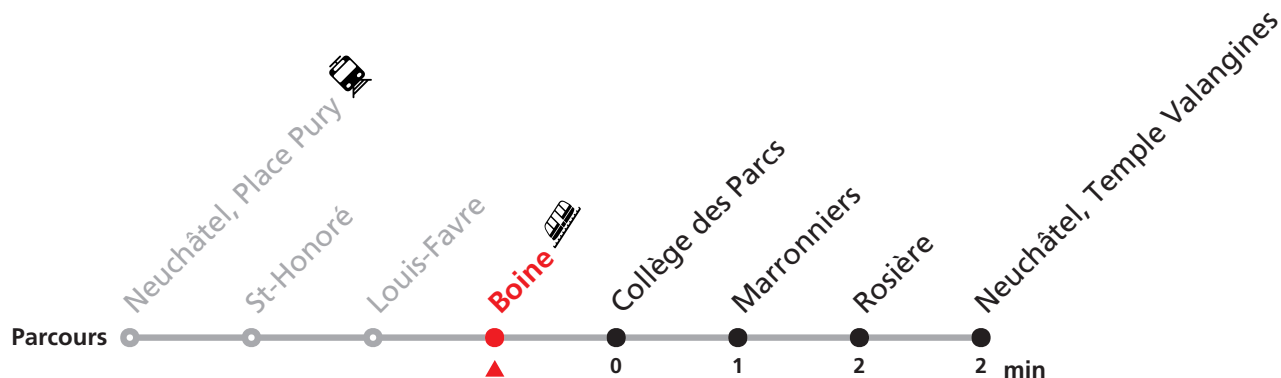 Neuchâtel, Place Pury
St-Honoré
Louis-Favre
Boine
Collège des Parcs
Marronniers
Rosière
Neuchâtel, Temple Valangines
Parcours
0 1 2 2 min